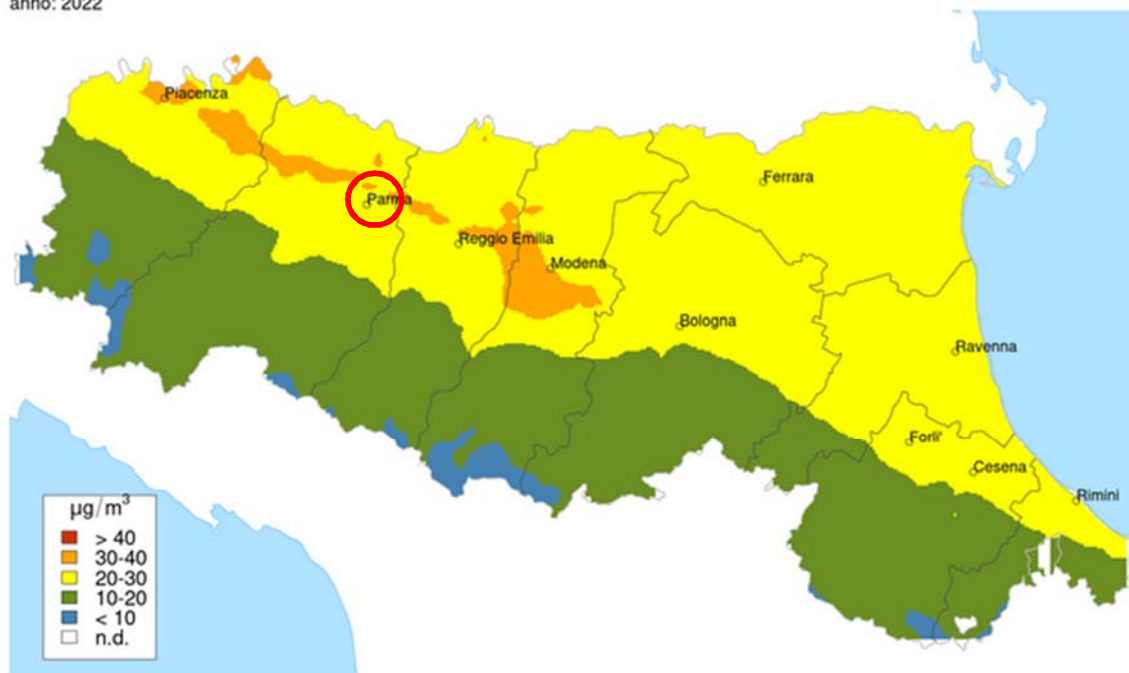 anno: 2022
Piacenza
Parma
Ferrara
Reggio Emilia
Modena
Bologna
Ravenna
Forli'
Cesena
Rimini
µg/m³
> 40
30-40
20-30
10-20
< 10
n.d.